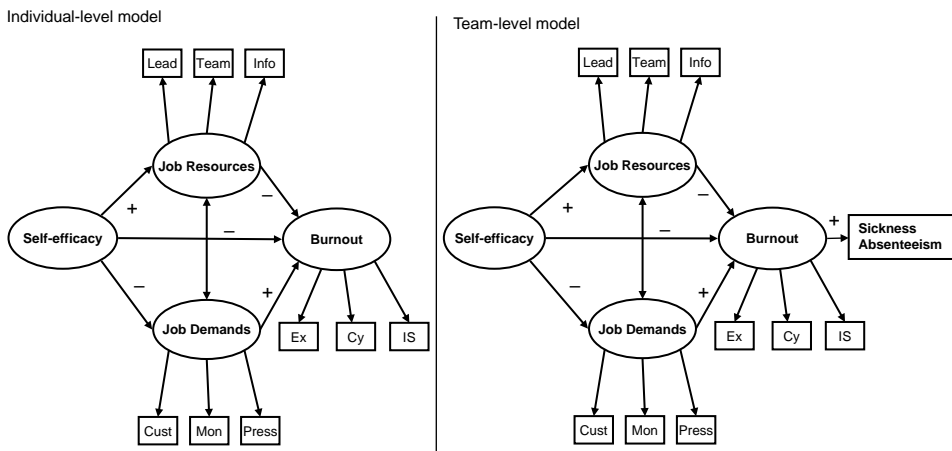 Individual-level model
Lead Team Info
Job Resources
+ –
Self-efficacy – Burnout
– +
Job Demands
Ex Cy IS
Cust Mon Press
Team-level model
Lead Team Info
Job Resources
+ –
Self-efficacy – Burnout + Sickness
Absenteeism
– +
Job Demands
Ex Cy IS
Cust Mon Press